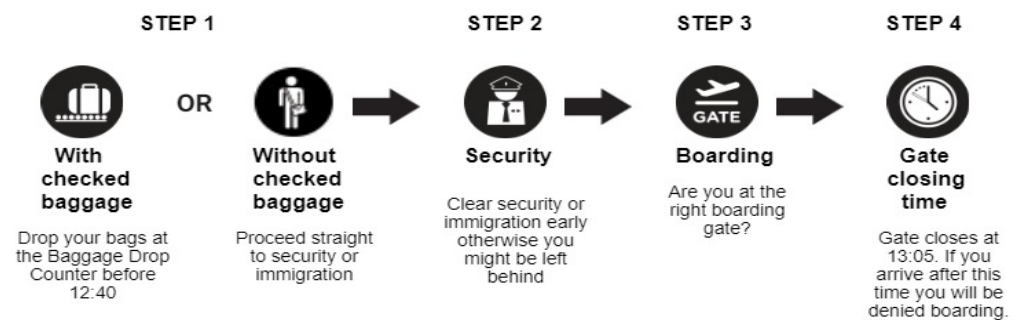 STEP 1
STEP 2
STEP 3
STEP 4
OR
GATE
With
checked
baggage
Drop your bags at
the Baggage Drop
Counter before
12:40
Without
checked
baggage
Proceed straight
to security or
immigration
Security
Clear security or
immigration early
otherwise you
might be left
behind
Boarding
Are you at the
right boarding
gate?
Gate
closing
time
Gate closes at
13:05. If you
arrive after this
time you will be
denied boarding.